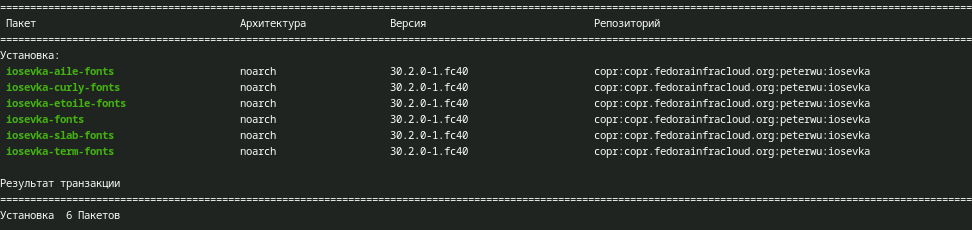 ================================================================================
Пакет Архитектура Версия Репозиторий
================================================================================
Установка:
iosevka-aile-fonts noarch 30.2.0-1.fc40 copr:copr.fedorainfracloud.org:peterwu:iosevka
iosevka-curly-fonts noarch 30.2.0-1.fc40 copr:copr.fedorainfracloud.org:peterwu:iosevka
iosevka-etoile-fonts noarch 30.2.0-1.fc40 copr:copr.fedorainfracloud.org:peterwu:iosevka
iosevka-fonts noarch 30.2.0-1.fc40 copr:copr.fedorainfracloud.org:peterwu:iosevka
iosevka-slab-fonts noarch 30.2.0-1.fc40 copr:copr.fedorainfracloud.org:peterwu:iosevka
iosevka-term-fonts noarch 30.2.0-1.fc40 copr:copr.fedorainfracloud.org:peterwu:iosevka
Результат транзакции
================================================================================
Установка 6 Пакетов